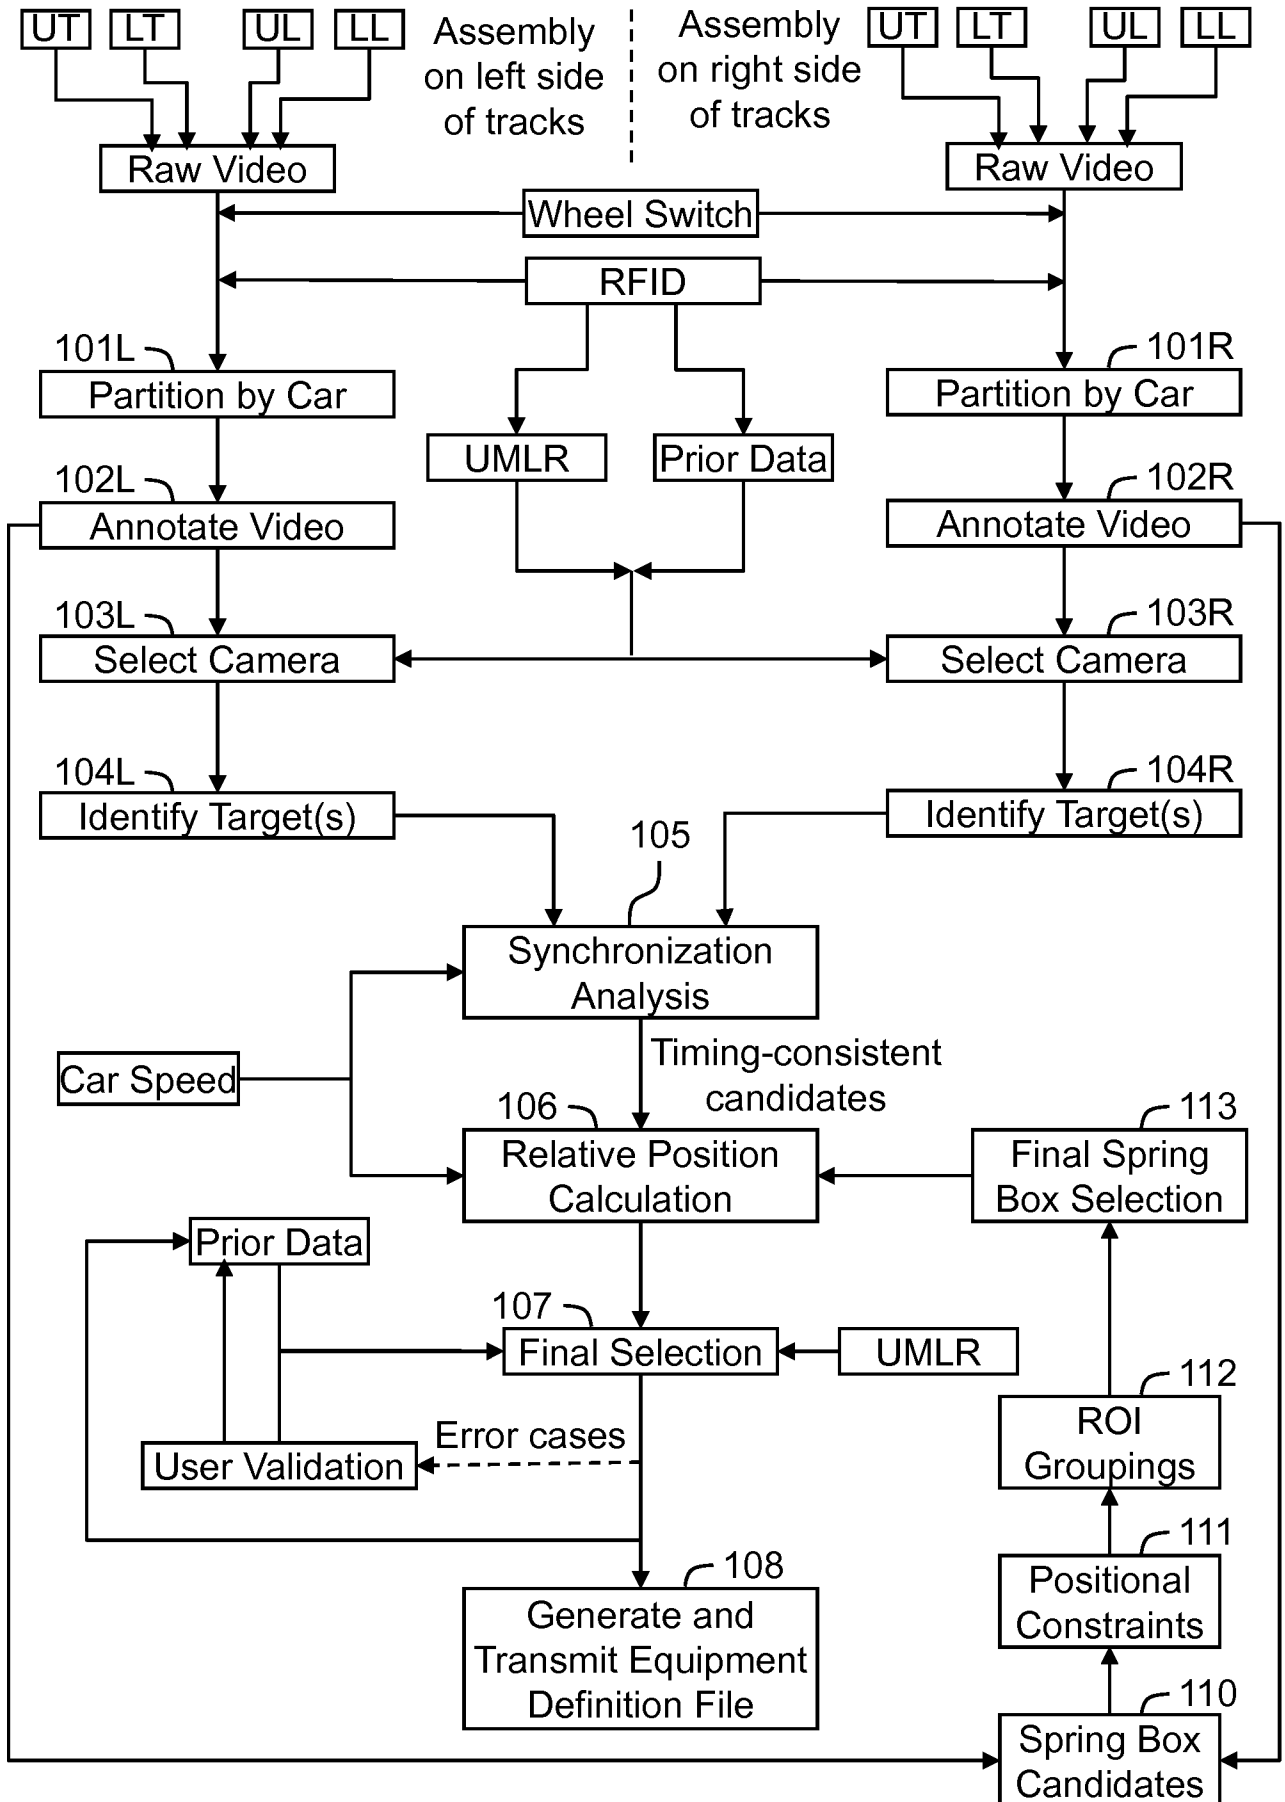 UT
LT
UL
LL
Assembly
on left side
of tracks
Assembly
on right side
of tracks
UT
LT
UL
LL
Raw Video
Raw Video
Wheel Switch
RFID
101L
Partition by Car
101R
Partition by Car
UMLR
Prior Data
102L
Annotate Video
102R
Annotate Video
103L
Select Camera
103R
Select Camera
104L
Identify Target(s)
104R
Identify Target(s)
105
Synchronization
Analysis
Timing-consistent
candidates
Car Speed
106
Relative Position
Calculation
113
Final Spring
Box Selection
Prior Data
107
Final Selection
UMLR
112
ROI
Groupings
Error cases
User Validation
111
Positional
Constraints
108
Generate and
Transmit Equipment
Definition File
110
Spring Box
Candidates